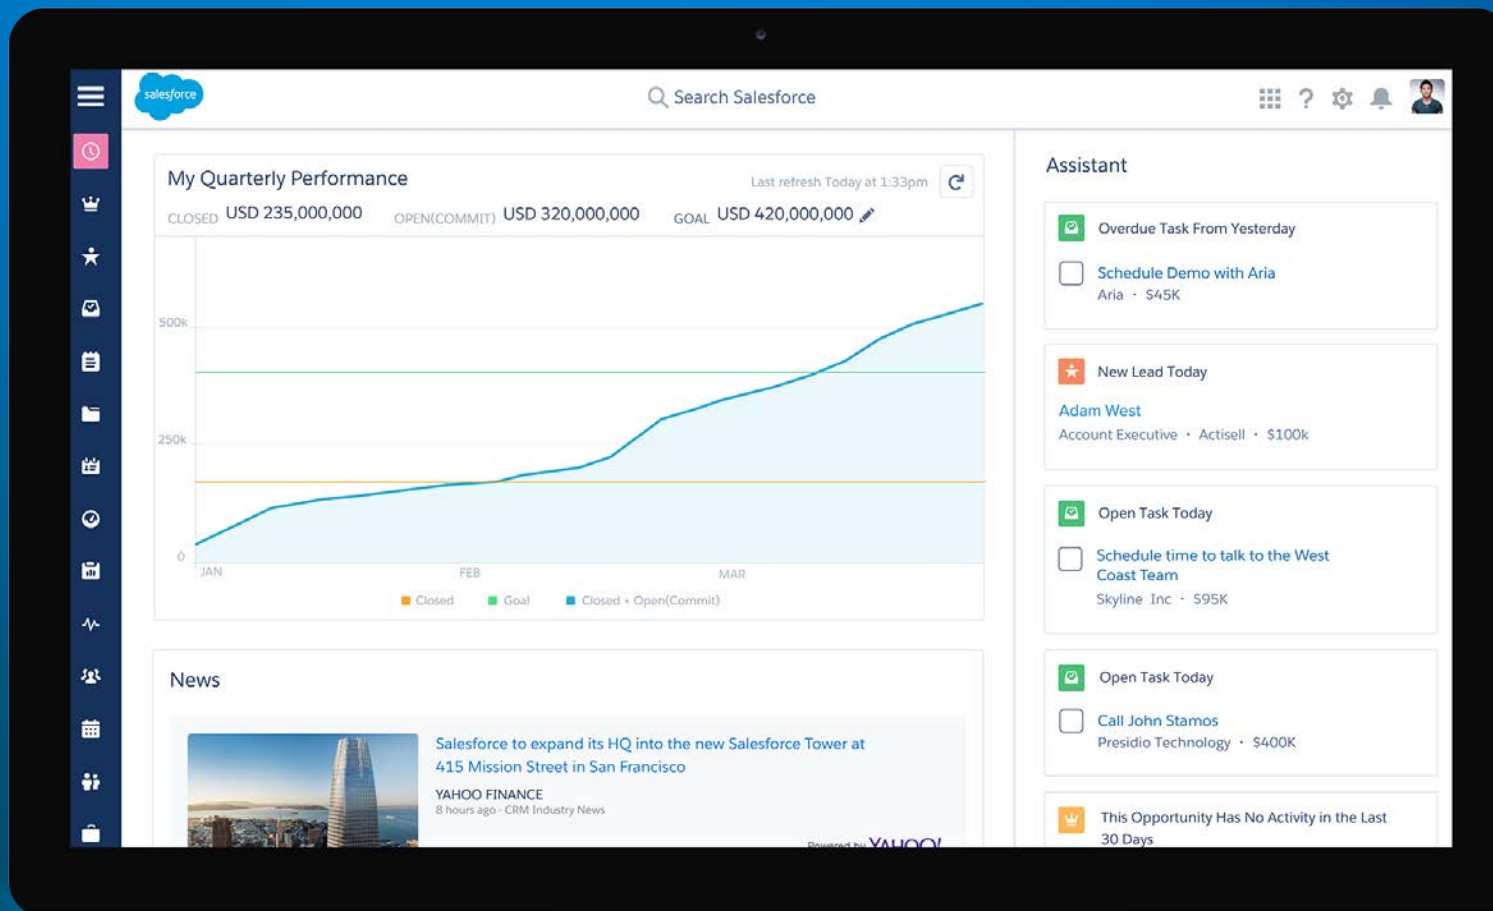 salesforce
Search Salesforce
?
My Quarterly Performance
Last refresh Today at 1:33pm
CLOSED USD 235,000,000 OPEN(COMMIT) USD 320,000,000 GOAL USD 420,000,000
500k
250k
0
JAN FEB MAR
Closed Goal Closed + Open(Commit)
News
Salesforce to expand its HQ into the new Salesforce Tower at
415 Mission Street in San Francisco
YAHOO FINANCE
8 hours ago - CRM Industry News
Powered by YAHOO!
Assistant
Overdue Task From Yesterday
Schedule Demo with Aria
Aria · $45K
New Lead Today
Adam West
Account Executive · Actisell · $100k
Open Task Today
Schedule time to talk to the West
Coast Team
Skyline Inc · $95K
Open Task Today
Call John Stamos
Presidio Technology · $400K
This Opportunity Has No Activity in the Last
30 Days